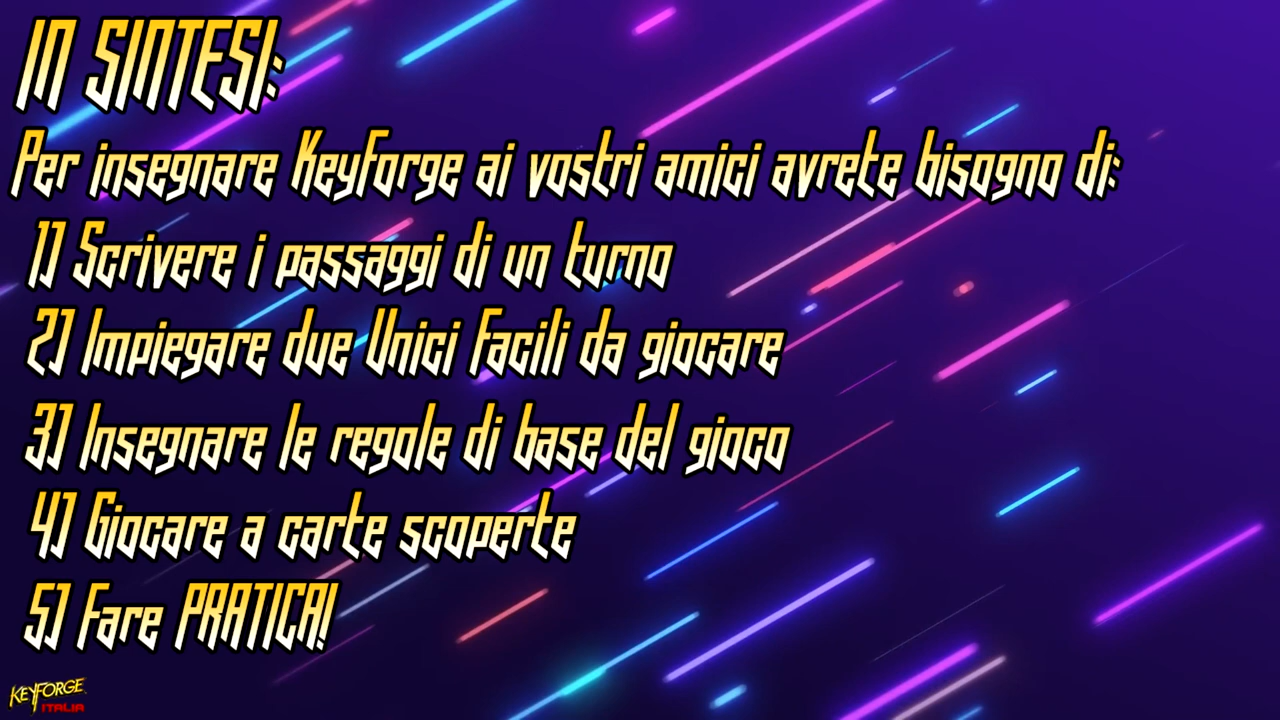 IN SINTESI:
Per insegnare KeyForge ai vostri amici avrete bisogno di:
1) Scrivere i passaggi di un turno
2) Impiegare due Unici facili da giocare
3) Insegnare le regole di base del gioco
4) Giocare a carte scoperte
5) Fare PRATICA!
KEYFORGE
ITALIA